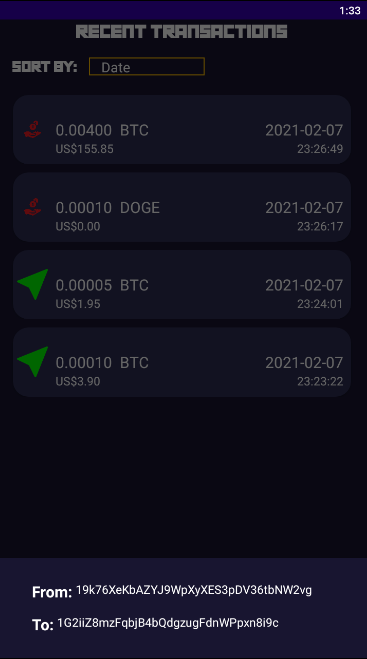 1:33
RECENT TRANSACTIONS
SORT BY: Date
0.00400 BTC 2021-02-07
US$155.85 23:26:49
0.00010 DOGE 2021-02-07
US$0.00 23:26:17
0.00005 BTC 2021-02-07
US$1.95 23:24:01
0.00010 BTC 2021-02-07
US$3.90 23:23:22
From: 19k76XeKbAZYJ9WpXyXES3pDV36tbNW2vg
To: 1G2iiZ8mzFqbjB4bQdgzugFdnWPpxn8i9c